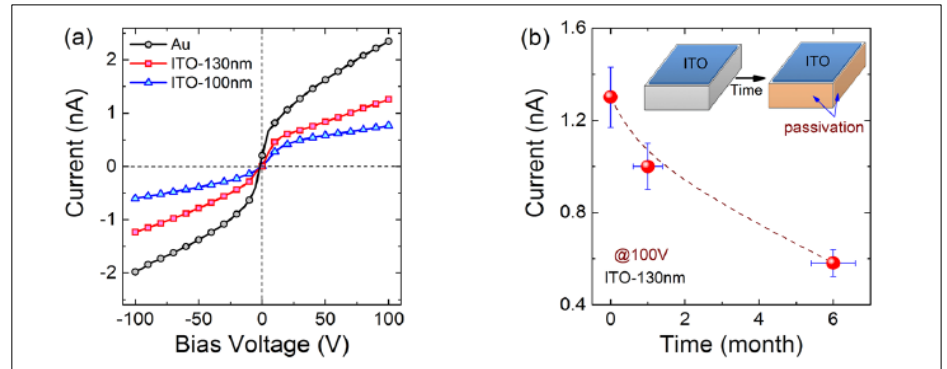 (a)
Au
ITO-130nm
ITO-100nm
2
1
0
-1
-2
Current (nA)
-100
-50
0
50
100
Bias Voltage (V)
(b)
1.6
1.2
0.8
0.4
Current (nA)
ITO
ITO
Time
passivation
@100V
ITO-130nm
0
2
4
6
Time (month)